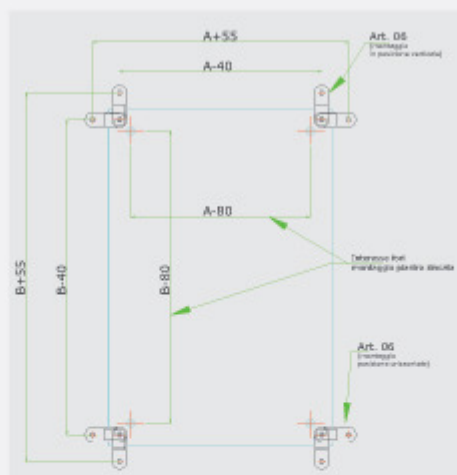 A+55
Art. 06
(montaggio
in posizione verticale)
A-40
A-80
B+55
B-40
B-80
Interasse fori
montaggio piastra
Art. 06
(montaggio
posizione orizzontale)